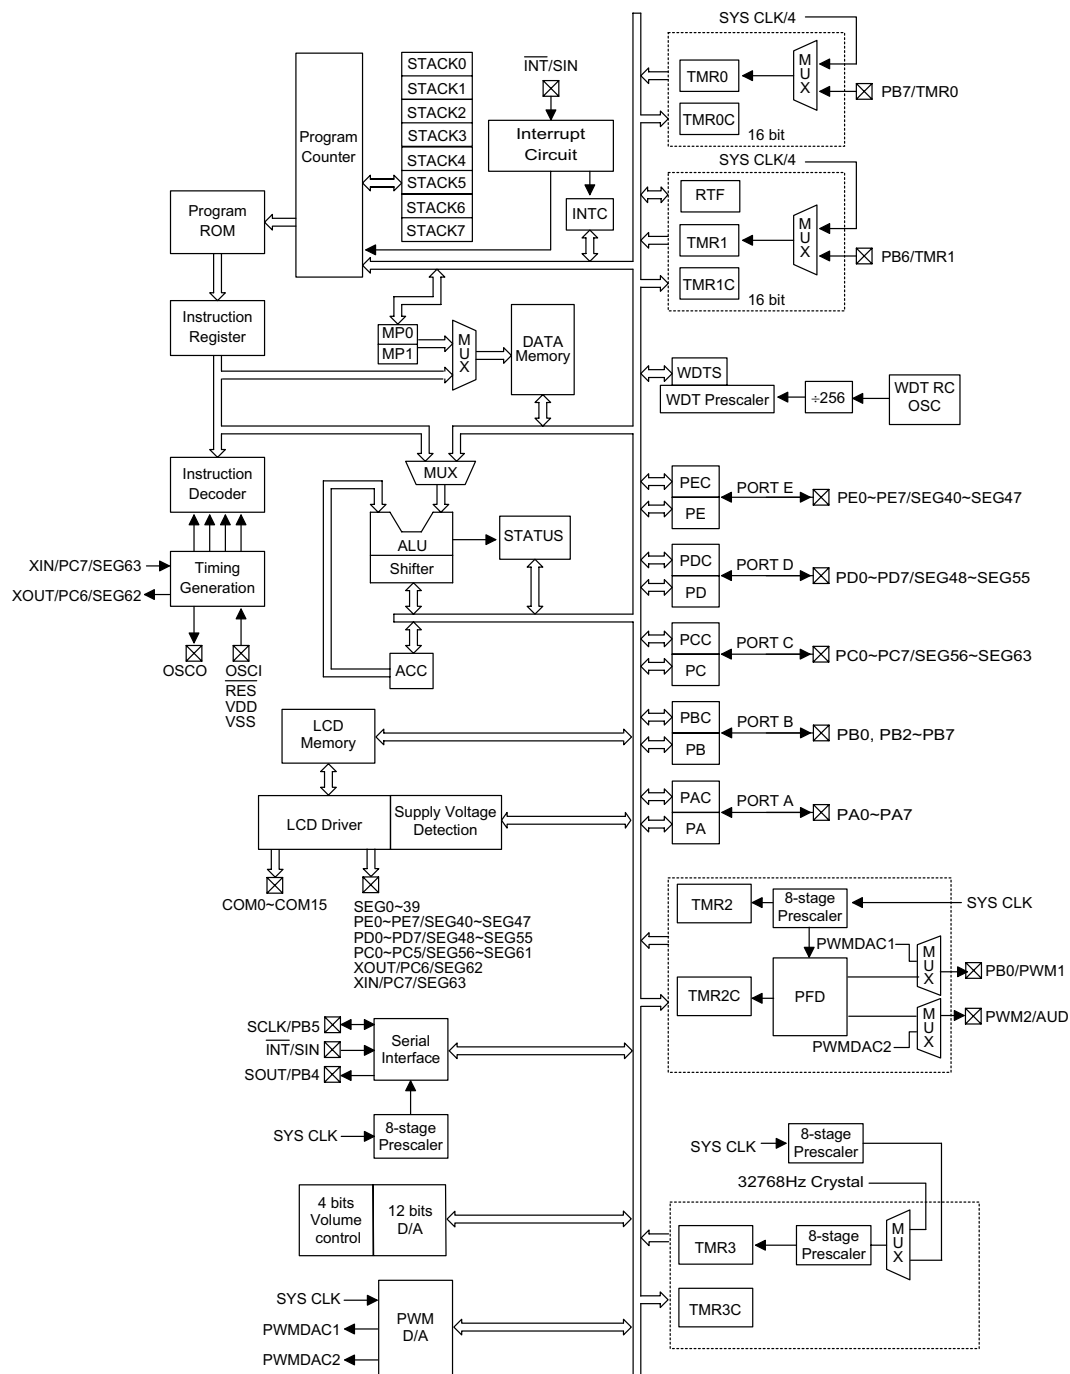 SYS CLK/4
STACK0
STACK1
STACK2
STACK3
STACK4
STACK5
STACK6
STACK7
INT/SIN
Program
Counter
Interrupt
Circuit
INTC
Program
ROM
Instruction
Register
MP0
MP1
MUX
DATA
Memory
Instruction
Decoder
MUX
ALU
Shifter
STATUS
ACC
Timing
Generation
XIN/PC7/SEG63
XOUT/PC6/SEG62
OSCO
OSCI
RES
VDD
VSS
LCD
Memory
LCD Driver
Supply Voltage
Detection
COM0~COM15
SEG0~39
PE0~PE7/SEG40~SEG47
PD0~PD7/SEG48~SEG55
PC0~PC5/SEG56~SEG61
XOUT/PC6/SEG62
XIN/PC7/SEG63
SCLK/PB5
INT/SIN
SOUT/PB4
Serial
Interface
SYS CLK
8-stage
Prescaler
4 bits
Volume
control
12 bits
D/A
SYS CLK
PWMDAC1
PWMDAC2
PWM
D/A
TMR0
MUX
PB7/TMR0
TMR0C
16 bit
SYS CLK/4
RTF
TMR1
MUX
PB6/TMR1
TMR1C
16 bit
WDTS
WDT Prescaler
÷256
WDT RC
OSC
PEC
PE
PORT E
PE0~PE7/SEG40~SEG47
PDC
PD
PORT D
PD0~PD7/SEG48~SEG55
PCC
PC
PORT C
PC0~PC7/SEG56~SEG63
PBC
PB
PORT B
PB0, PB2~PB7
PAC
PA
PORT A
PA0~PA7
TMR2
8-stage
Prescaler
SYS CLK
PWMDAC1
MUX
PB0/PWM1
TMR2C
PFD
MUX
PWM2/AUD
PWMDAC2
SYS CLK
8-stage
Prescaler
32768Hz Crystal
TMR3
8-stage
Prescaler
MUX
TMR3C